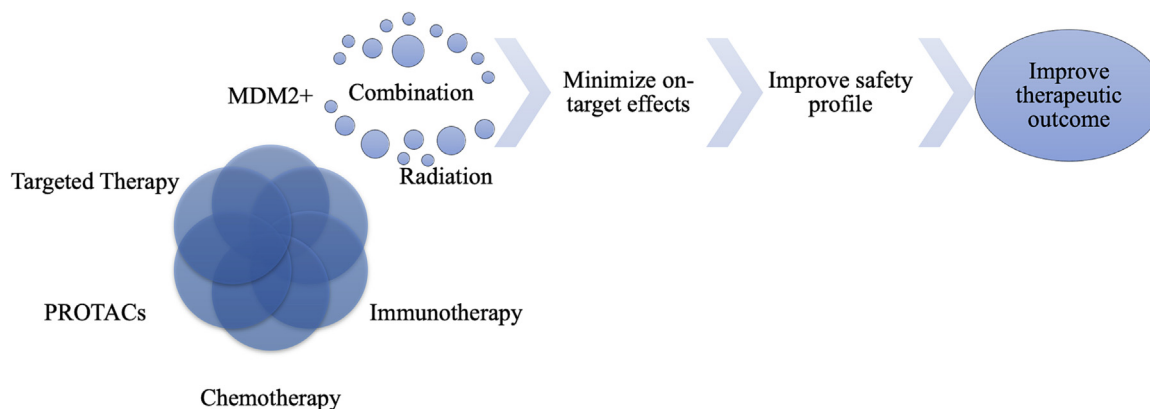 MDM2+
Combination
Minimize on-
target effects
Improve safety
profile
Improve
therapeutic
outcome
Targeted Therapy
Radiation
PROTACs
Immunotherapy
Chemotherapy